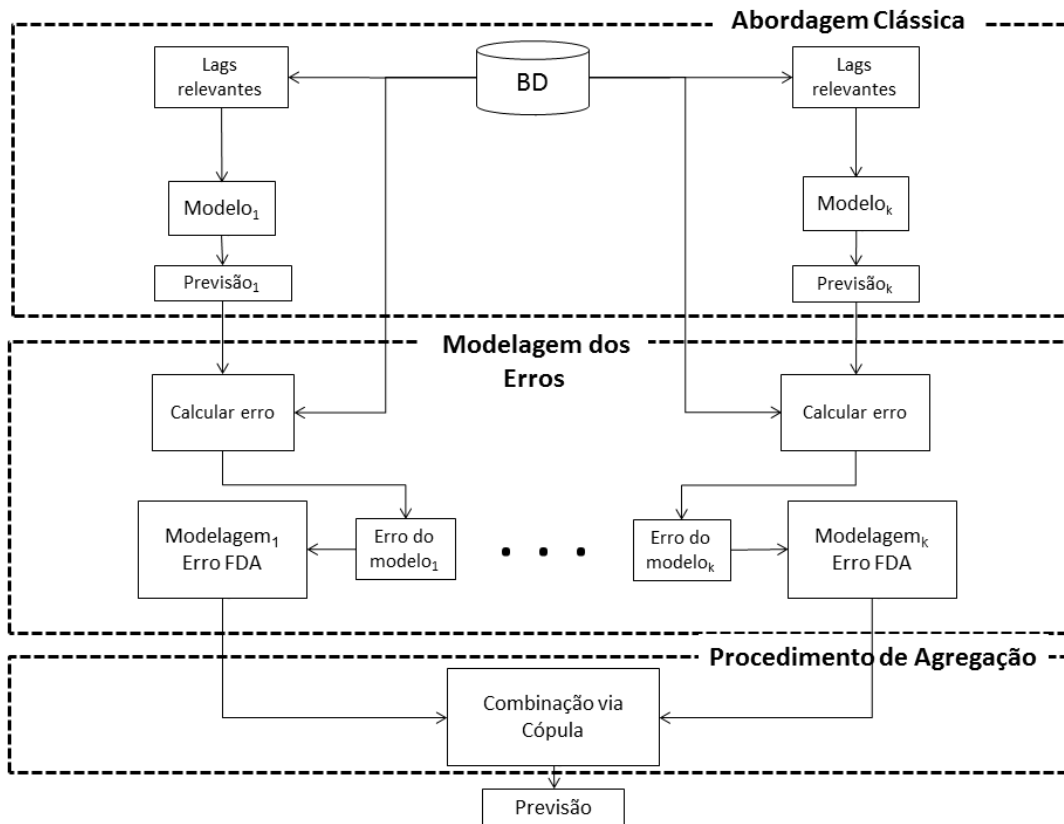 Abordagem Clássica
Lags
relevantes
BD
Lags
relevantes
Modelo₁
Modeloₖ
Previsão₁
Previsãoₖ
Modelagem dos
Erros
Calcular erro
Calcular erro
Modelagem₁
Erro FDA
Erro do
modelo₁
. . .
Erro do
modeloₖ
Modelagemₖ
Erro FDA
Procedimento de Agregação
Combinação via
Cópula
Previsão